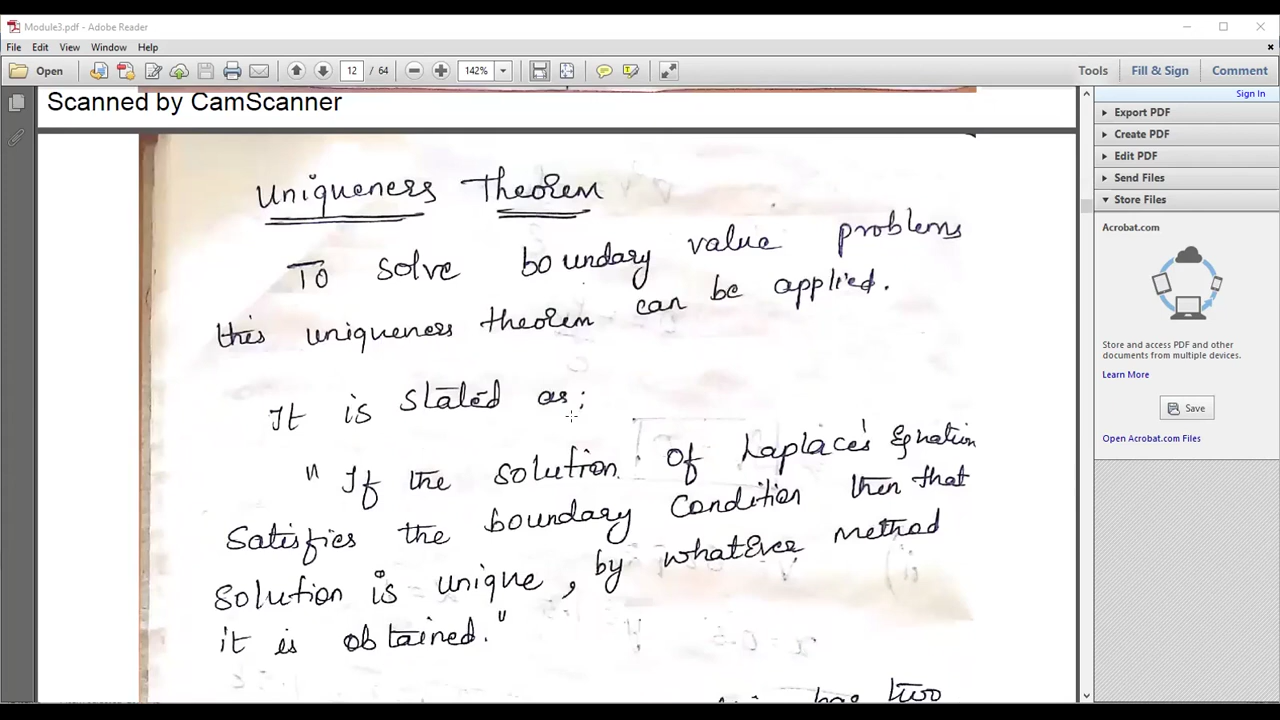 Module3.pdf - Adobe Reader
File Edit View Window Help
Open 12 / 64 142% Tools Fill & Sign Comment
Scanned by CamScanner
Uniqueness Theorem
To solve boundary value problems
this uniqueness theorem can be applied.
It is stated as:
" If the solution of Laplace's Equation
Satisfies the boundary Condition then that
solution is unique, by whatever method
it is obtained."
has two
Sign In
Export PDF
Create PDF
Edit PDF
Send Files
Store Files
Acrobat.com
Store and access PDF and other
documents from multiple devices.
Learn More
Save
Open Acrobat.com Files